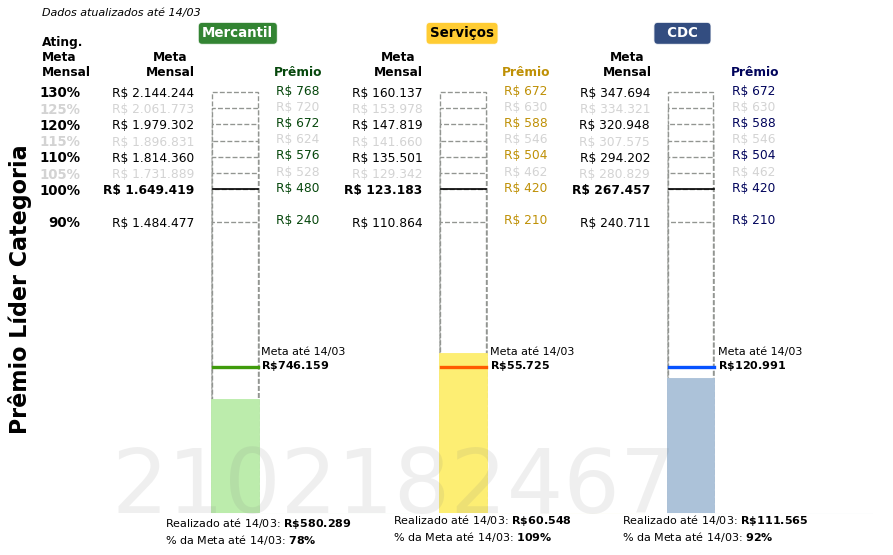 Dados atualizados até 14/03
Mercantil Serviços CDC
Ating. Meta Mensal Meta Mensal Prêmio Meta Mensal Prêmio Meta Mensal Prêmio
130% R$ 2.144.244 R$ 768 R$ 160.137 R$ 672 R$ 347.694 R$ 672
125% R$ 2.061.773 R$ 720 R$ 153.978 R$ 630 R$ 334.321 R$ 630
120% R$ 1.979.302 R$ 672 R$ 147.819 R$ 588 R$ 320.948 R$ 588
115% R$ 1.896.831 R$ 624 R$ 141.660 R$ 546 R$ 307.575 R$ 546
110% R$ 1.814.360 R$ 576 R$ 135.501 R$ 504 R$ 294.202 R$ 504
105% R$ 1.731.889 R$ 528 R$ 129.342 R$ 462 R$ 280.829 R$ 462
100% R$ 1.649.419 R$ 480 R$ 123.183 R$ 420 R$ 267.457 R$ 420
90% R$ 1.484.477 R$ 240 R$ 110.864 R$ 210 R$ 240.711 R$ 210
Prêmio Líder Categoria
Meta até 14/03 Meta até 14/03 Meta até 14/03
R$746.159 R$55.725 R$120.991
2102182467
Realizado até 14/03: R$580.289 Realizado até 14/03: R$60.548 Realizado até 14/03: R$111.565
% da Meta até 14/03: 78% % da Meta até 14/03: 109% % da Meta até 14/03: 92%